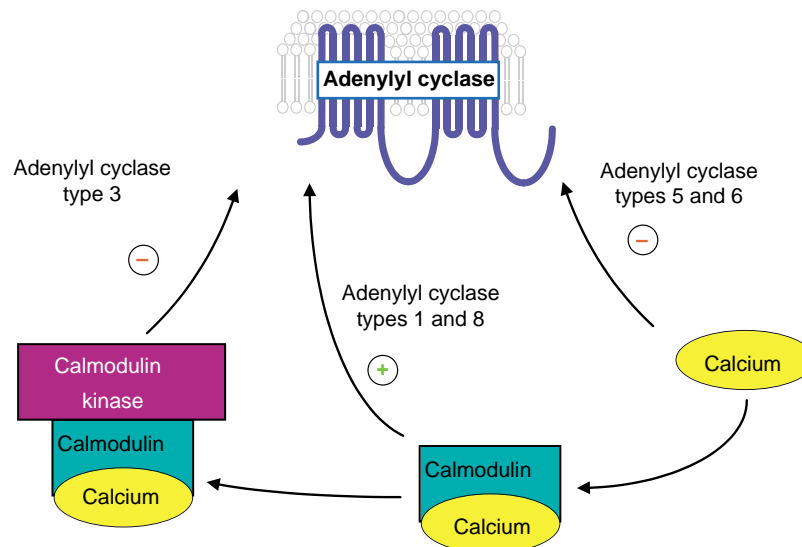 Adenylyl cyclase
Adenylyl cyclase
type 3
−
Adenylyl cyclase
types 5 and 6
−
Adenylyl cyclase
types 1 and 8
+
Calmodulin
kinase
Calmodulin
Calcium
Calmodulin
Calcium
Calcium